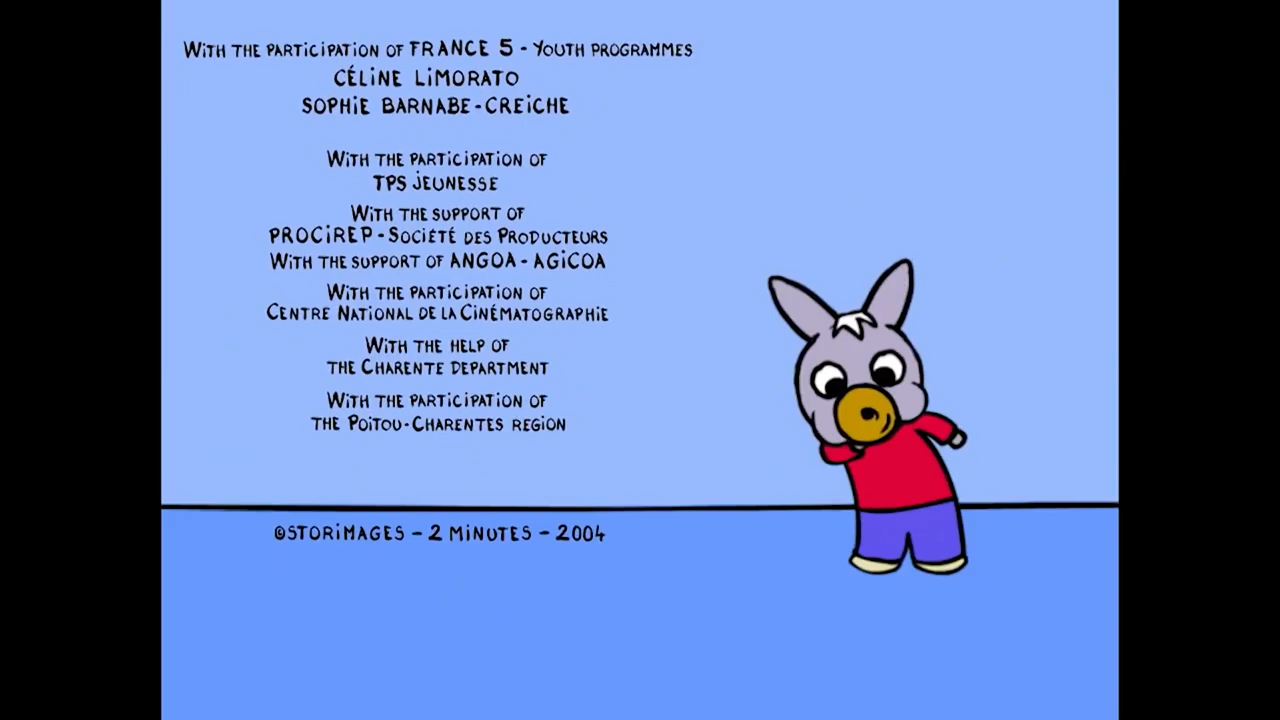 With the participation of FRANCE 5 - Youth programmes
CÉLINE LIMORATO
SOPHIE BARNABE-CREICHE
With the participation of
TPS JEUNESSE
With the support of
PROCIREP - Société des Producteurs
With the support of ANGOA - AGICOA
With the participation of
Centre National de la Cinématographie
With the help of
the Charente department
With the participation of
the Poitou-Charentes region
©STORIMAGES - 2 MINUTES - 2004